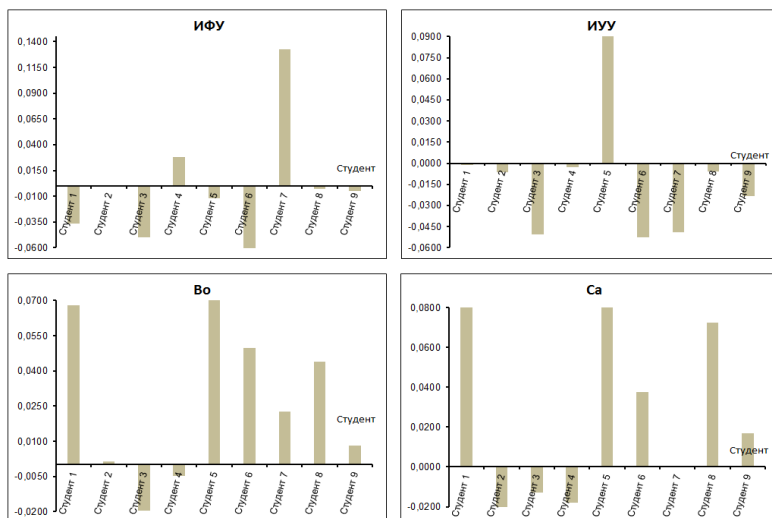 ИФУ
0,1400
0,1150
0,0900
0,0650
0,0400
0,0150
-0,0100
-0,0350
-0,0600
Студент
Студент 1
Студент 2
Студент 3
Студент 4
Студент 5
Студент 6
Студент 7
Студент 8
Студент 9
ИУУ
0,0900
0,0750
0,0600
0,0450
0,0300
0,0150
0,0000
-0,0150
-0,0300
-0,0450
-0,0600
Студент
Студент 1
Студент 2
Студент 3
Студент 4
Студент 5
Студент 6
Студент 7
Студент 8
Студент 9
Во
0,0700
0,0550
0,0400
0,0250
0,0100
-0,0050
-0,0200
Студент
Студент 1
Студент 2
Студент 3
Студент 4
Студент 5
Студент 6
Студент 7
Студент 8
Студент 9
Са
0,0800
0,0600
0,0400
0,0200
0,0000
-0,0200
Студент
Студент 1
Студент 2
Студент 3
Студент 4
Студент 5
Студент 6
Студент 7
Студент 8
Студент 9